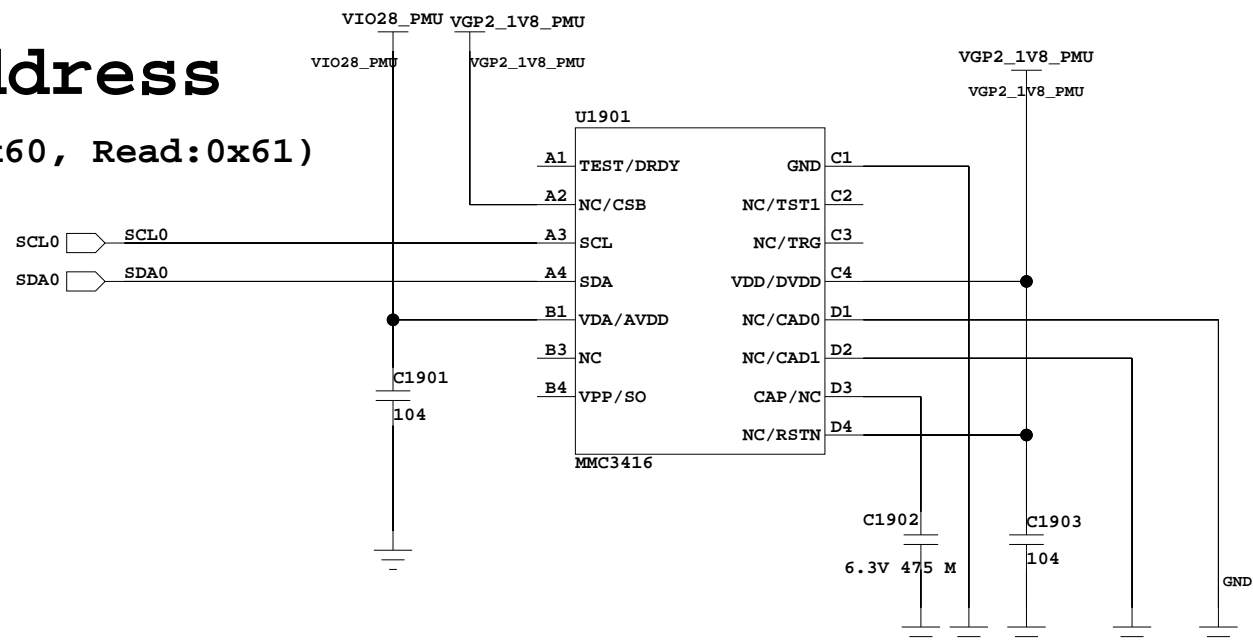 VIO28_PMU VGP2_1V8_PMU
VIO28_PMU VGP2_1V8_PMU
VGP2_1V8_PMU
VGP2_1V8_PMU
ddress
60, Read:0x61)
U1901
A1 TEST/DRDY GND C1
A2 NC/CSB NC/TST1 C2
SCL0 SCL0 A3 SCL NC/TRG C3
SDA0 SDA0 A4 SDA VDD/DVDD C4
B1 VDA/AVDD NC/CAD0 D1
B3 NC NC/CAD1 D2
B4 VPP/SO CAP/NC D3
NC/RSTN D4
MMC3416
C1901
104
C1902
6.3V 475 M
C1903
104
GND